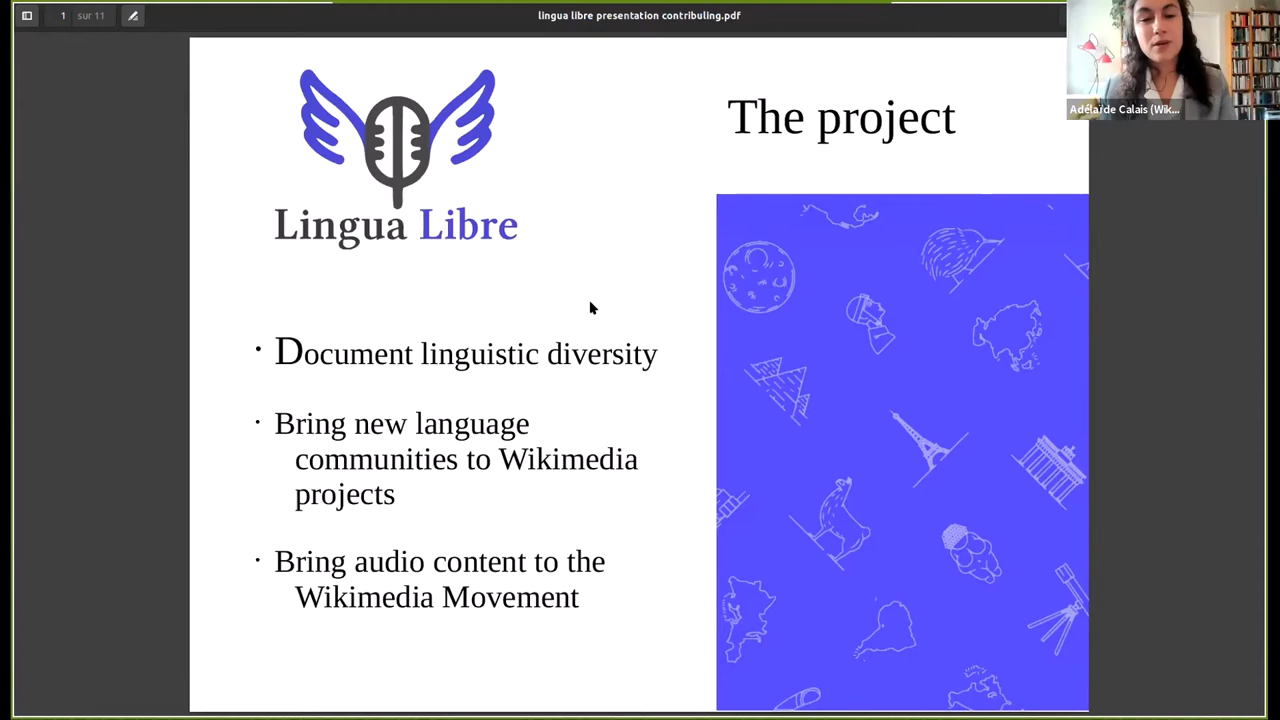 1 sur 11
lingua libre presentation contribuling.pdf
Adélaïde Calais (Wik...
Lingua Libre
The project
· Document linguistic diversity
· Bring new language
communities to Wikimedia
projects
· Bring audio content to the
Wikimedia Movement